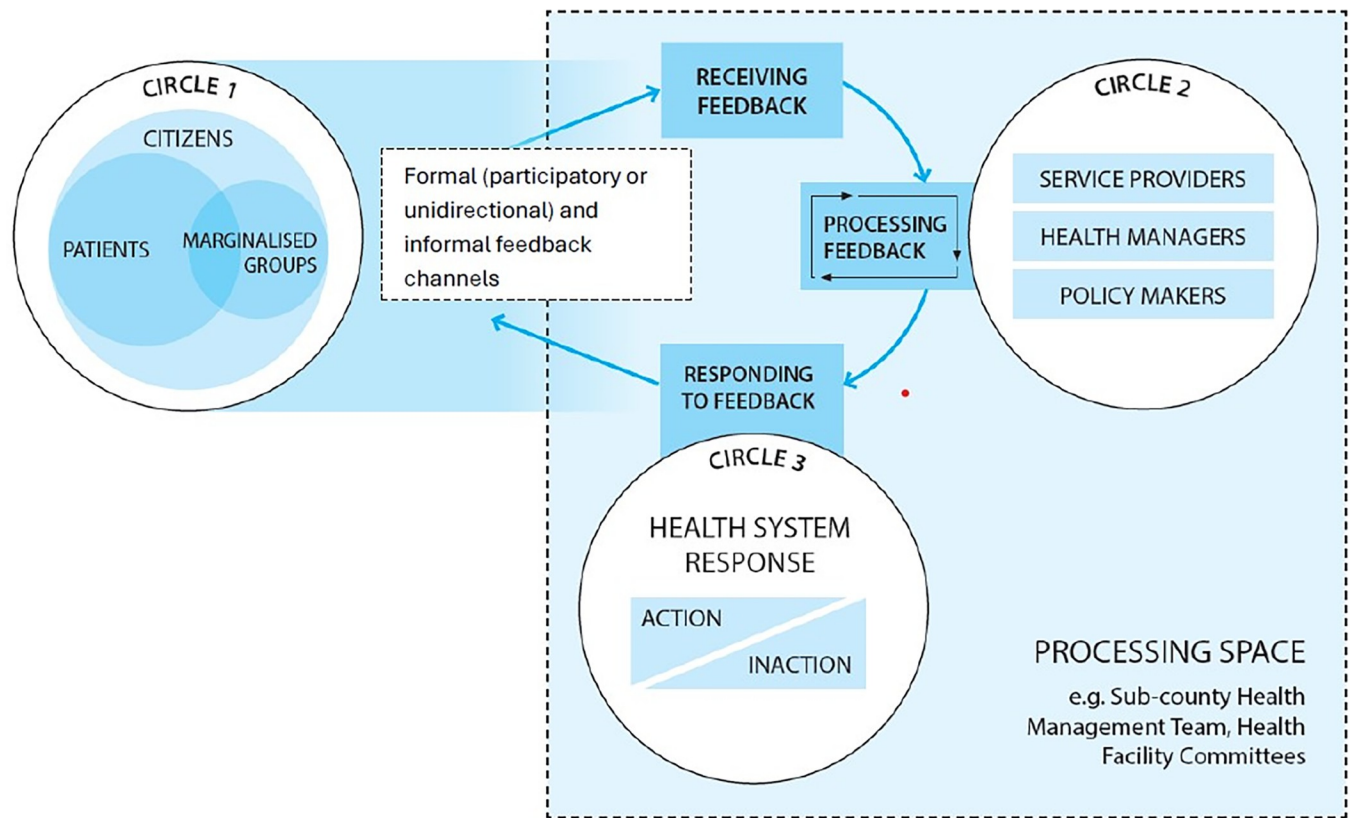 CIRCLE 1
CITIZENS
PATIENTS
MARGINALISED
GROUPS
Formal (participatory or
unidirectional) and
informal feedback
channels
RECEIVING
FEEDBACK
PROCESSING
FEEDBACK
CIRCLE 2
SERVICE PROVIDERS
HEALTH MANAGERS
POLICY MAKERS
RESPONDING
TO FEEDBACK
CIRCLE 3
HEALTH SYSTEM
RESPONSE
ACTION
INACTION
PROCESSING SPACE
e.g. Sub-county Health
Management Team, Health
Facility Committees